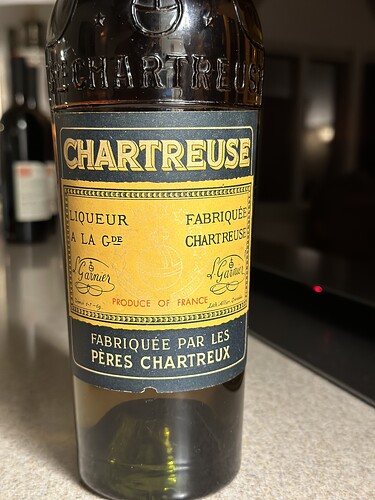 CHARTREUSE
CHARTREUSE
LIQUEUR FABRIQUÉE
A LA GDE CHARTREUSE
L. Garnier L. Garnier
PRODUCE OF FRANCE
FABRIQUÉE PAR LES
PÈRES CHARTREUX